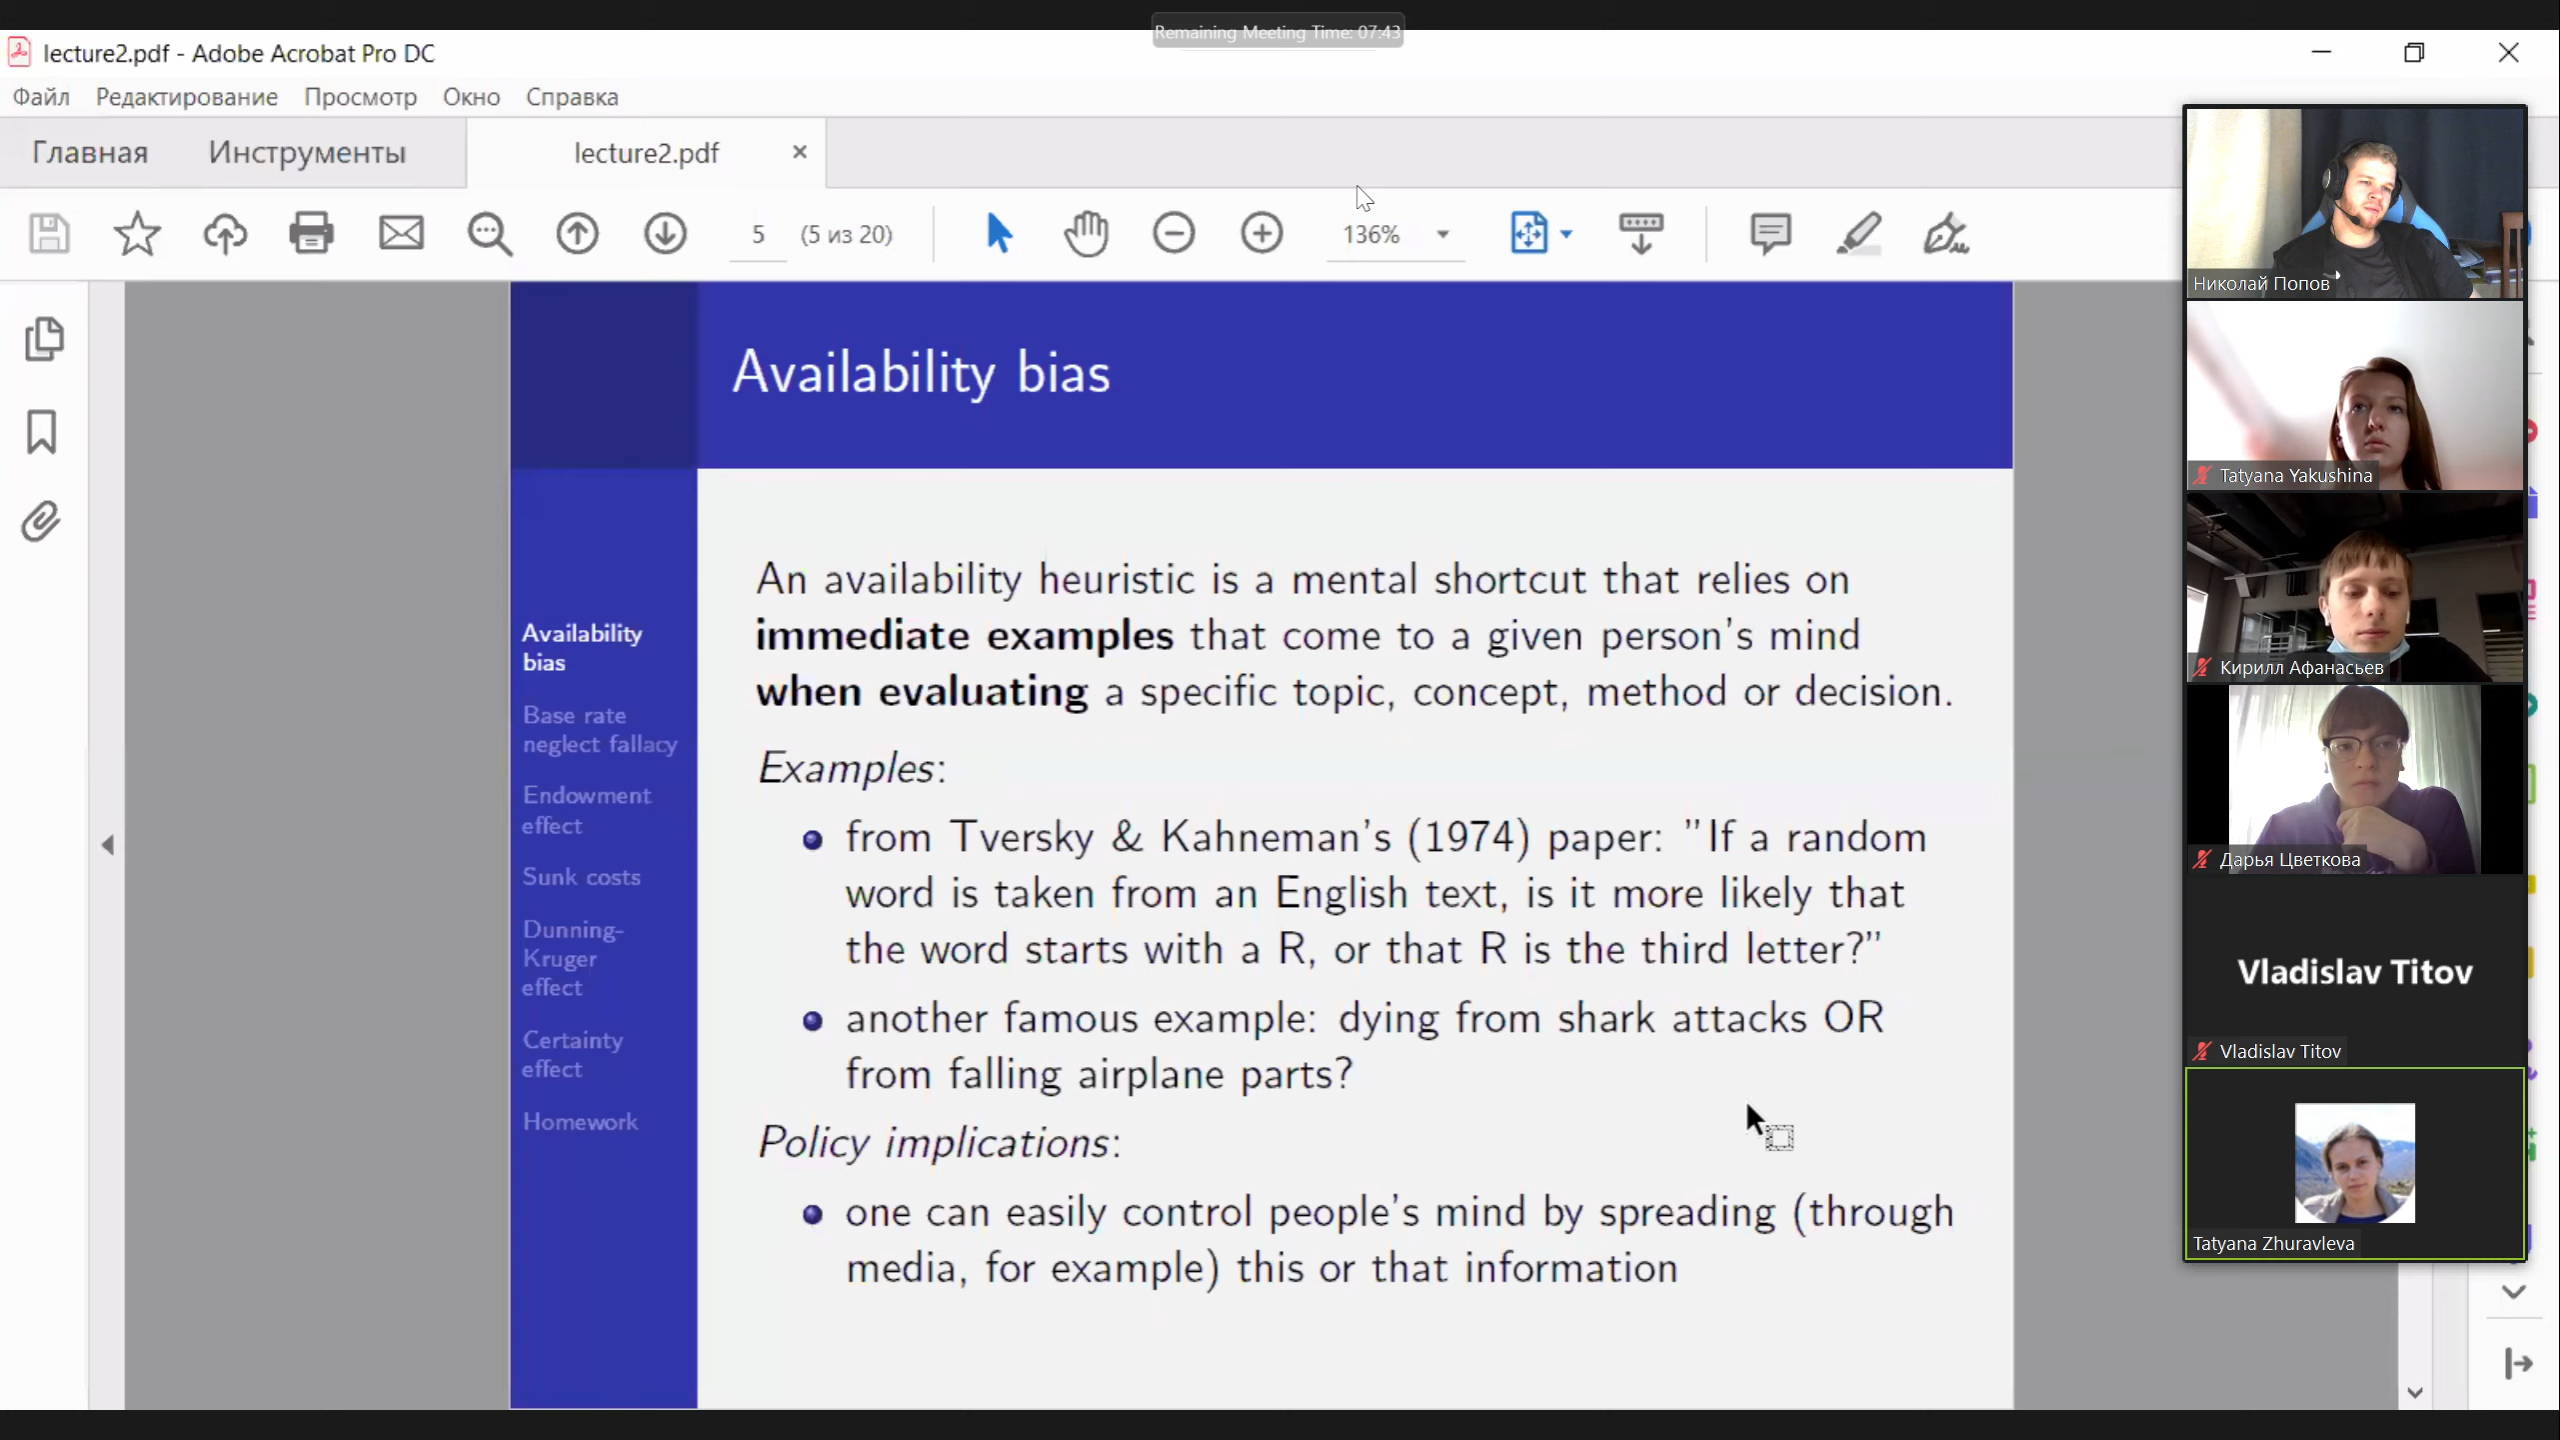 Remaining Meeting Time: 07:43
lecture2.pdf - Adobe Acrobat Pro DC
Файл Редактирование Просмотр Окно Справка
Главная Инструменты lecture2.pdf
5 (5 из 20) 136%
Availability bias
Availability
bias
Base rate
neglect fallacy
Endowment
effect
Sunk costs
Dunning-
Kruger
effect
Certainty
effect
Homework
An availability heuristic is a mental shortcut that relies on
immediate examples that come to a given person's mind
when evaluating a specific topic, concept, method or decision.
Examples:
from Tversky & Kahneman's (1974) paper: "If a random
word is taken from an English text, is it more likely that
the word starts with a R, or that R is the third letter?"
another famous example: dying from shark attacks OR
from falling airplane parts?
Policy implications:
one can easily control people's mind by spreading (through
media, for example) this or that information
Николай Попов
Tatyana Yakushina
Кирилл Афанасьев
Дарья Цветкова
Vladislav Titov
Vladislav Titov
Tatyana Zhuravleva